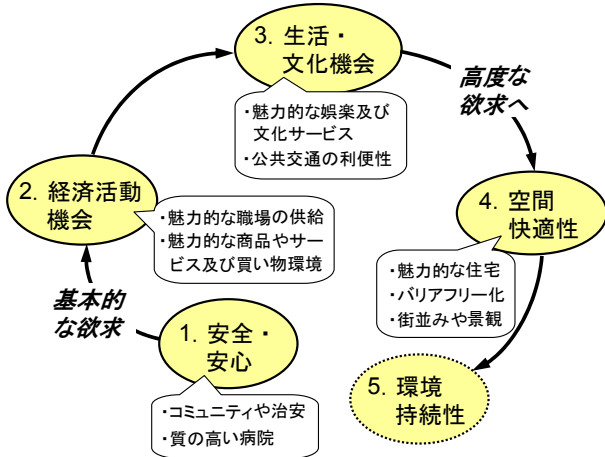 3. 生活・
文化機会
高度な
欲求へ
・魅力的な娯楽及び
文化サービス
・公共交通の利便性
2. 経済活動
機会
・魅力的な職場の供給
・魅力的な商品やサー
ビス及び買い物環境
4. 空間
快適性
・魅力的な住宅
・バリアフリー化
・街並みや景観
基本的
な欲求
1. 安全・
安心
・コミュニティや治安
・質の高い病院
5. 環境
持続性